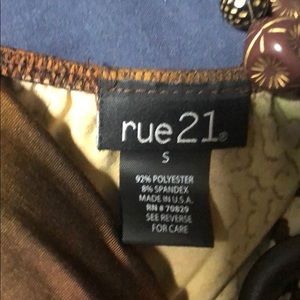 rue21®
S
92% POLYESTER
8% SPANDEX
MADE IN U.S.A.
RN # 70829
SEE REVERSE
FOR CARE